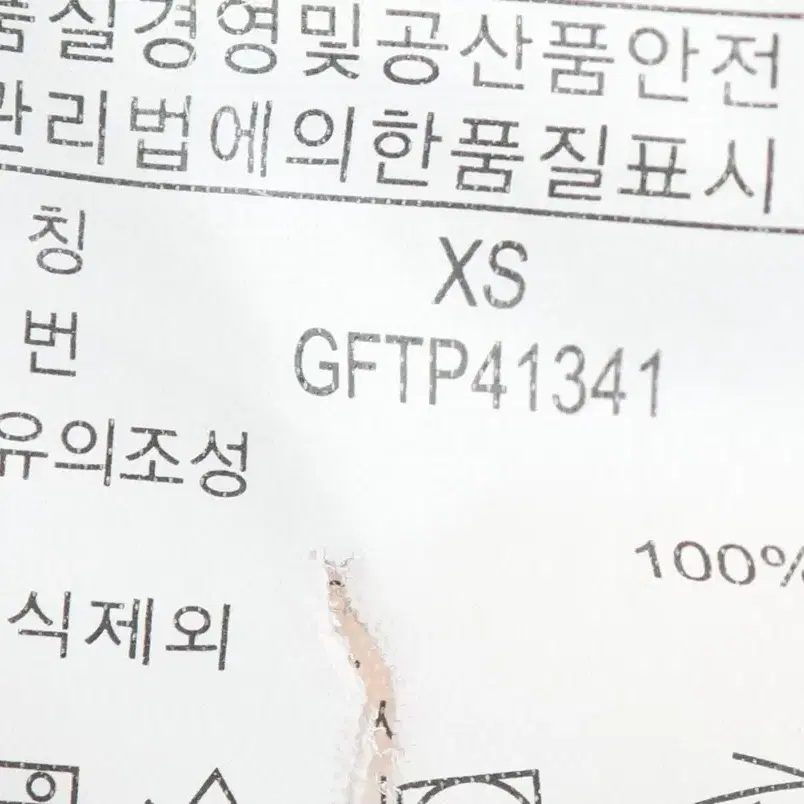 품질경영및공산품안전
관리법에의한품질표시
칭 XS
번 GFTP41341
유의조성
100%
식제외